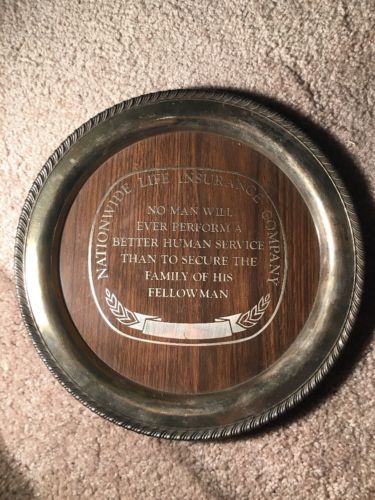 NATIONWIDE LIFE INSURANCE COMPANY
NO MAN WILL
EVER PERFORM A
BETTER HUMAN SERVICE
THAN TO SECURE THE
FAMILY OF HIS
FELLOWMAN